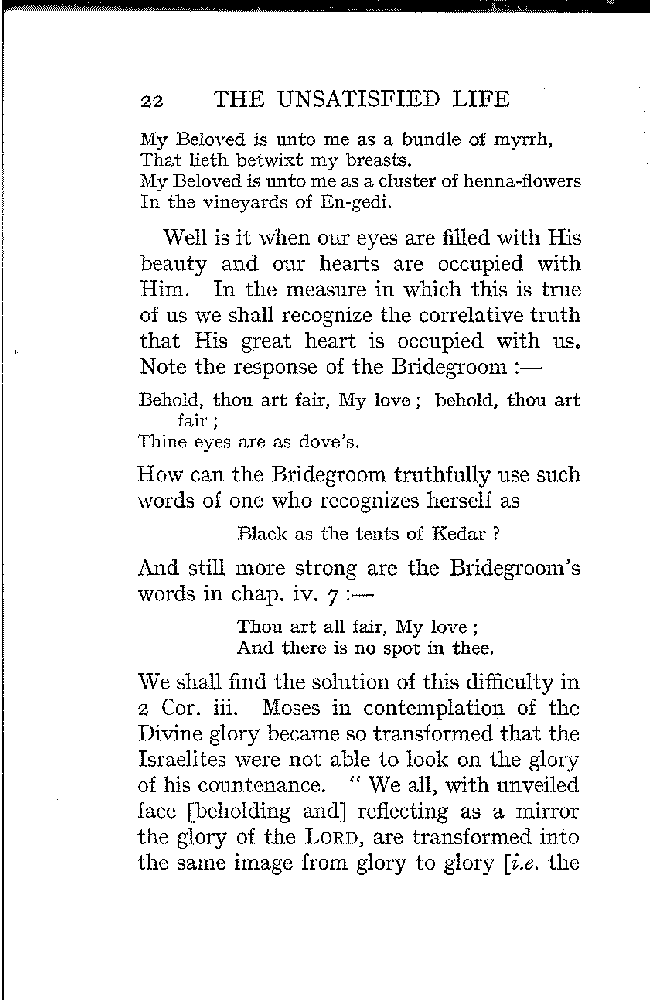 22 THE UNSATISFIED LIFE
My Beloved is unto me as a bundle of myrrh,
That lieth betwixt my breasts.
My Beloved is unto me as a cluster of henna-flowers
In the vineyards of En-gedi.
Well is it when our eyes are filled with His
beauty and our hearts are occupied with
Him. In the measure in which this is true
of us we shall recognize the correlative truth
that His great heart is occupied with us.
Note the response of the Bridegroom :—
Behold, thou art fair, My love ; behold, thou art
fair ;
Thine eyes are as dove's.
How can the Bridegroom truthfully use such
words of one who recognizes herself as
Black as the tents of Kedar ?
And still more strong are the Bridegroom's
words in chap. iv. 7 :—
Thou art all fair, My love ;
And there is no spot in thee.
We shall find the solution of this difficulty in
2 Cor. iii. Moses in contemplation of the
Divine glory became so transformed that the
Israelites were not able to look on the glory
of his countenance. “ We all, with unveiled
face [beholding and] reflecting as a mirror
the glory of the LORD, are transformed into
the same image from glory to glory [i.e. the